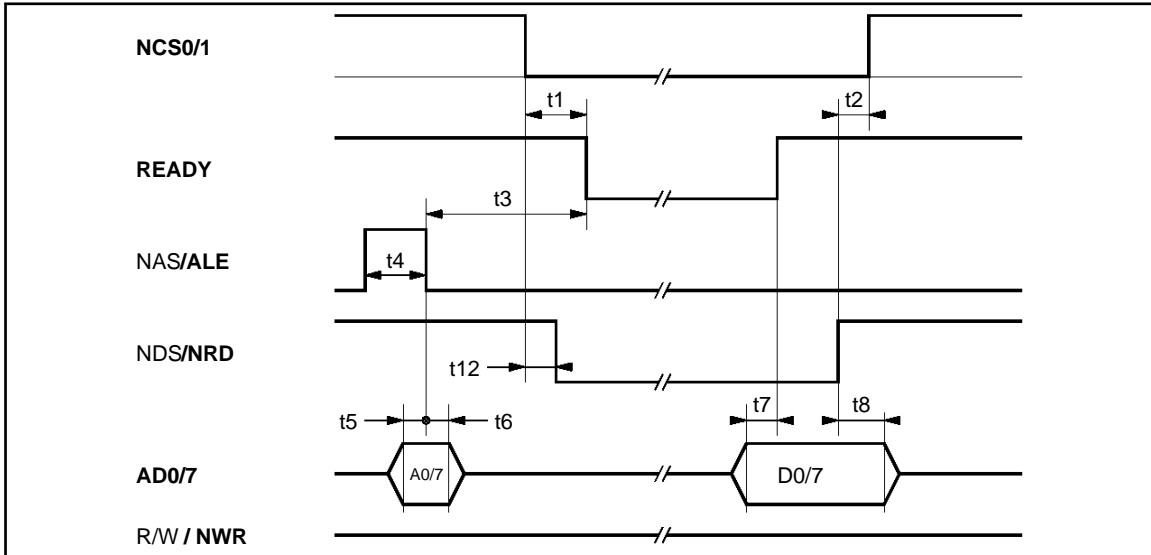 NCS0/1
t1
t2
READY
t3
NAS/ALE
t4
NDS/NRD
t12
t5
t6
t7
t8
AD0/7
A0/7
D0/7
R/W / NWR